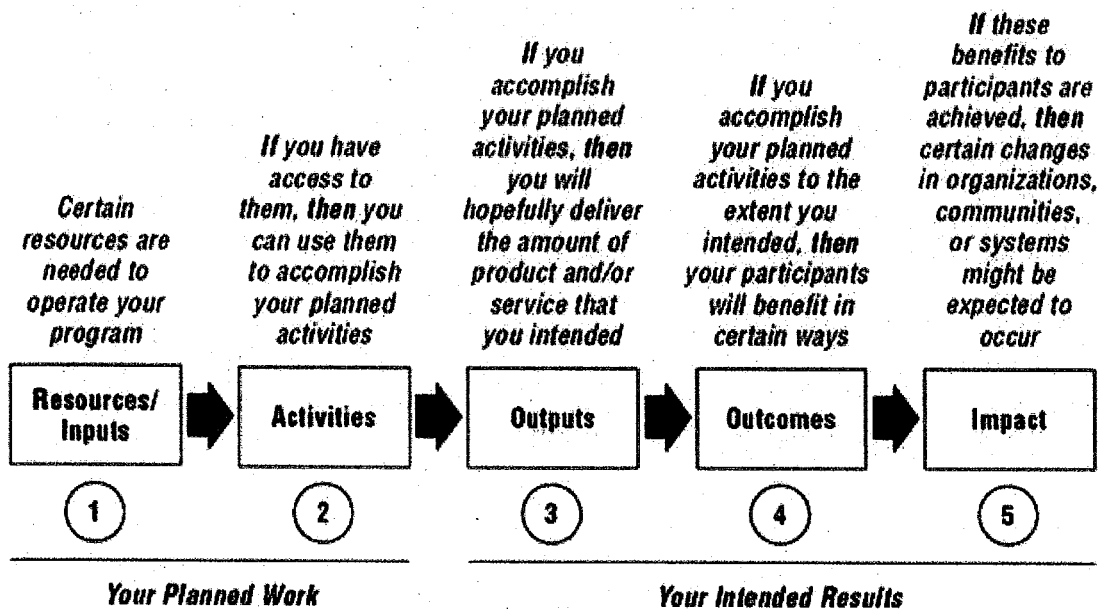 Certain
resources are
needed to
operate your
program
If you have
access to
them, then you
can use them
to accomplish
your planned
activities
If you
accomplish
your planned
activities, then
you will
hopefully deliver
the amount of
product and/or
service that
you intended
If you
accomplish
your planned
activities to the
extent you
intended, then
your participants
will benefit in
certain ways
If these
benefits to
participants are
achieved, then
certain changes
in organizations,
communities,
or systems
might be
expected to
occur
Resources/
Inputs
Activities
Outputs
Outcomes
Impact
1
2
3
4
5
Your Planned Work
Your Intended Results